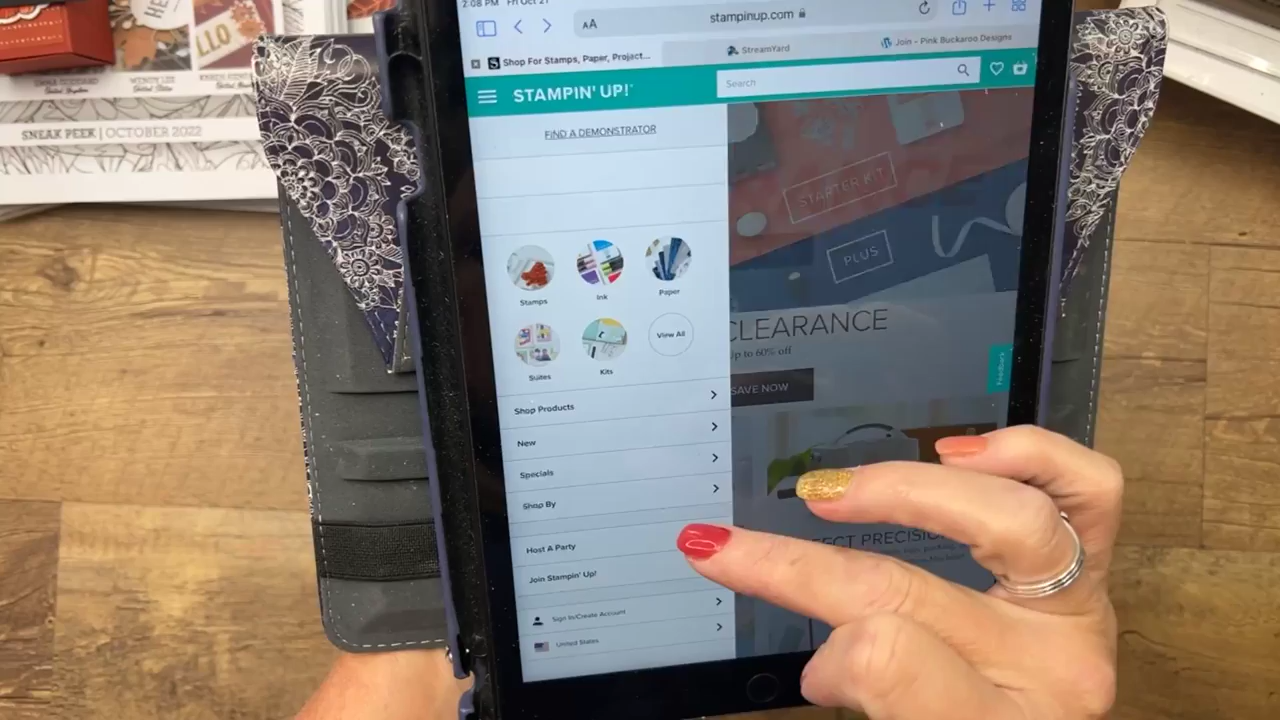 2:08 PM Fri Oct 21
AA
stampinup.com
Shop For Stamps, Paper, Project...
StreamYard
Join - Pink Buckaroo Designs
STAMPIN' UP!
Search
FIND A DEMONSTRATOR
Stamps
Ink
Paper
Suites
Kits
View All
Shop Products
New
Specials
Shop By
Host A Party
Join Stampin' Up!
Sign In/Create Account
United States
STARTER KIT
PLUS
CLEARANCE
up to 60% off
SAVE NOW
Feedback
PRECISION
LLO
SNEAK PEEK | OCTOBER 2022